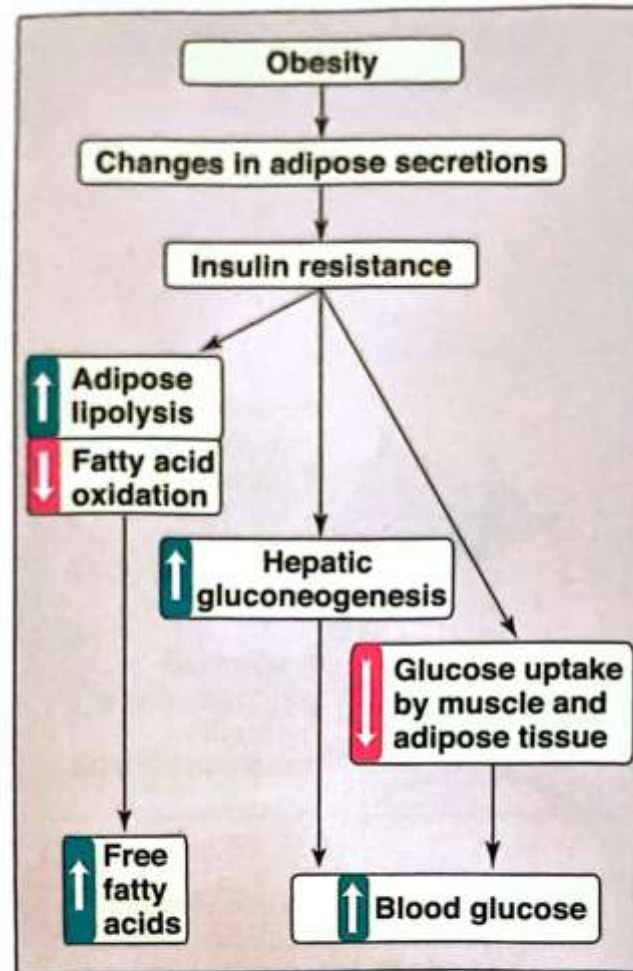 Obesity
Changes in adipose secretions
Insulin resistance
Adipose
lipolysis
Fatty acid
oxidation
Hepatic
gluconeogenesis
Glucose uptake
by muscle and
adipose tissue
Free
fatty
acids
Blood glucose